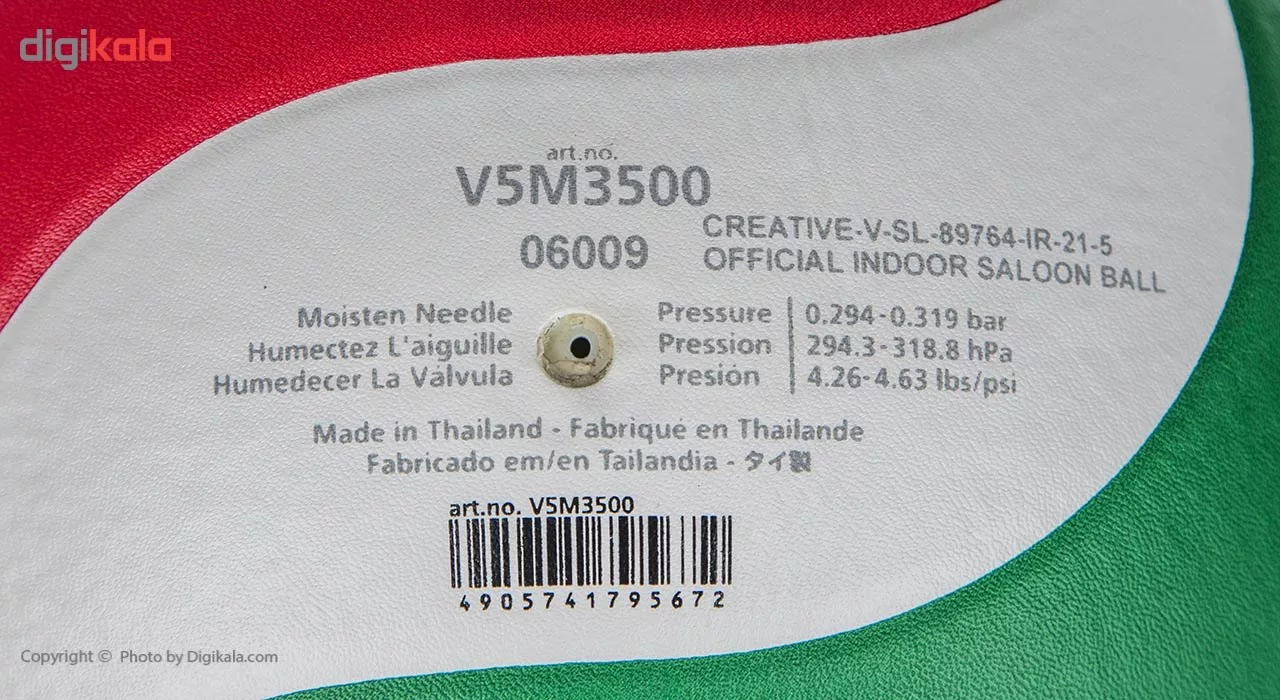 digikala
art.no.
V5M3500
CREATIVE-V-SL-89764-IR-21-5
06009
OFFICIAL INDOOR SALOON BALL
Moisten Needle
Pressure
0.294-0.319 bar
Humectez L'aiguille
Pression
294.3-318.8 hPa
Humedecer La Válvula
Presión
4.26-4.63 lbs/psi
Made in Thailand - Fabriqué en Thailande
Fabricado em/en Tailandia - タイ製
art.no. V5M3500
4905741795672
Copyright © Photo by Digikala.com